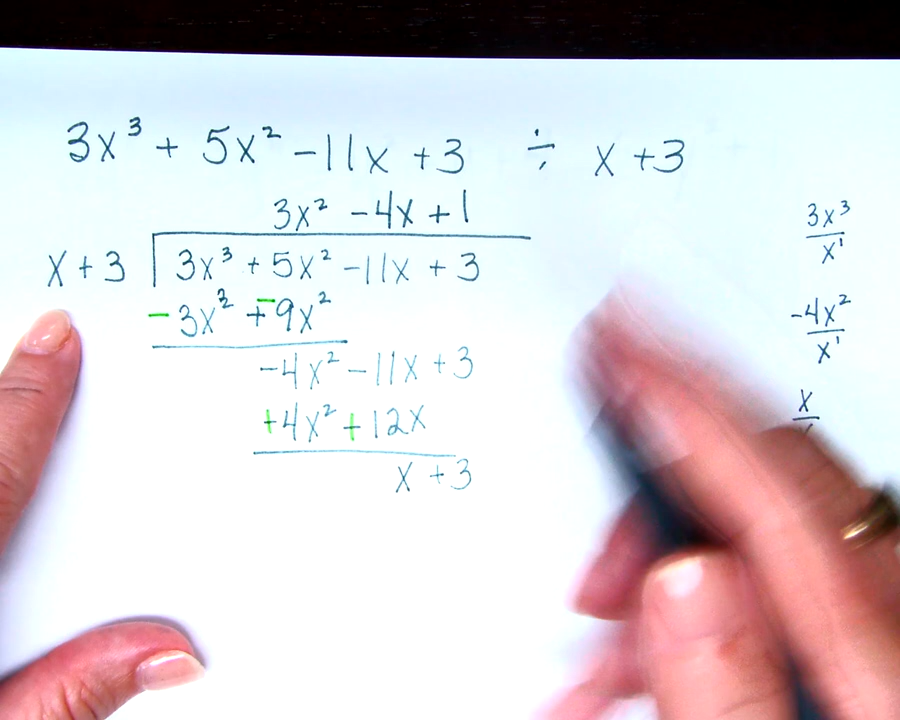 3x³ + 5x² - 11x + 3 ÷ x + 3
3x² - 4x + 1
x + 3 3x³ + 5x² - 11x + 3
- 3x³ + - 9x²
-4x² - 11x + 3
+4x² + 12x
x + 3
3x³
x¹
-4x²
x¹
x